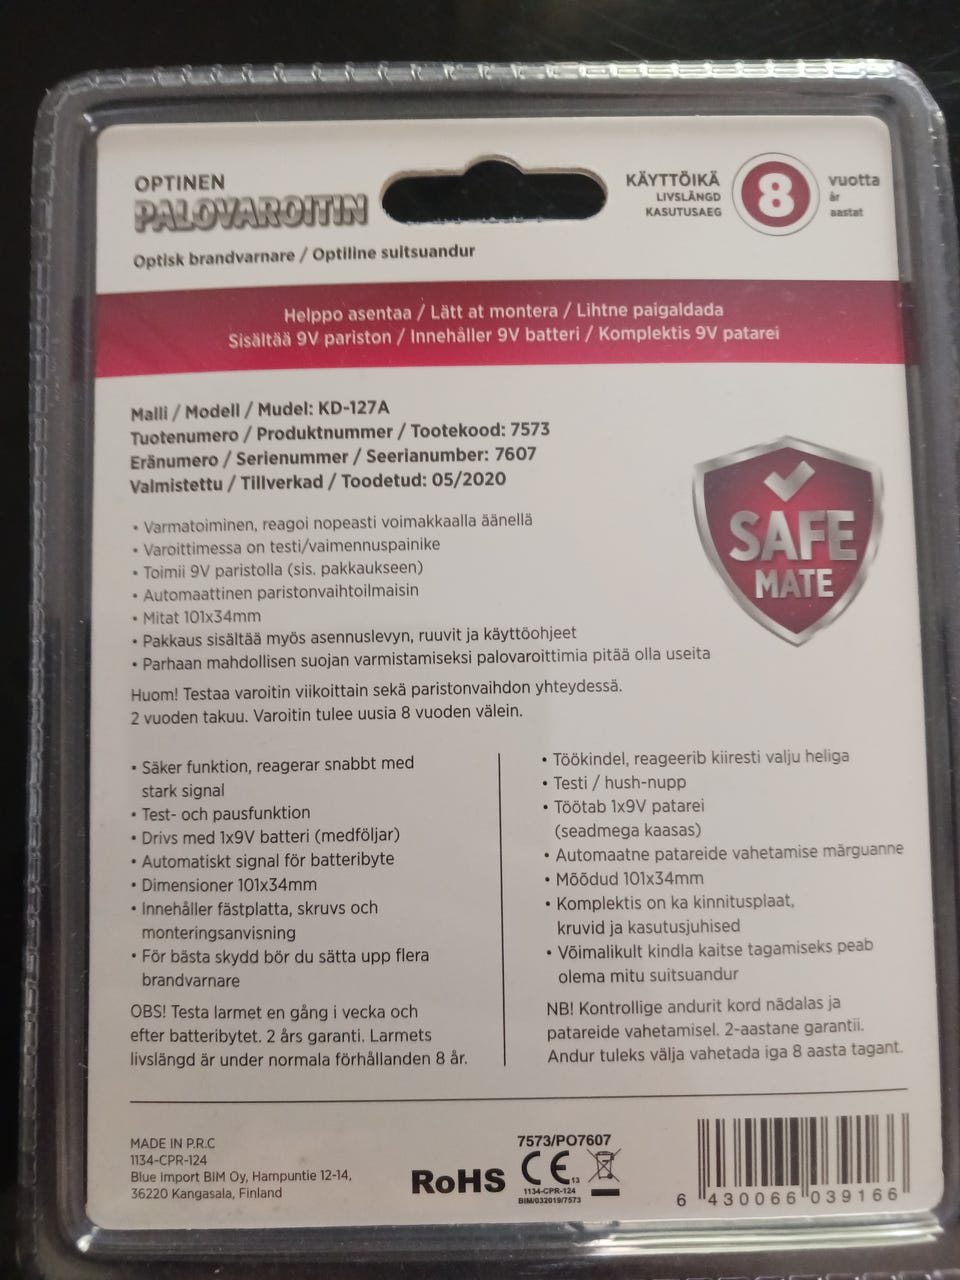 OPTINEN
PALOVAROITIN
Optisk brandvarnare / Optiline suitsuandur
KÄYTTÖIKÄ
LIVSLÄNGD
KASUTUSAEG
8
vuotta
år
aastat
Helppo asentaa / Lätt at montera / Lihtne paigaldada
Sisältää 9V pariston / Innehåller 9V batteri / Komplektis 9V patarei
Malli / Modell / Mudel: KD-127A
Tuotenumero / Produktnummer / Tootekood: 7573
Eränumero / Serienummer / Seerianumber: 7607
Valmistettu / Tillverkad / Toodetud: 05/2020
SAFE
MATE
• Varmatoiminen, reagoi nopeasti voimakkaalla äänellä
• Varoittimessa on testi/vaimennuspainike
• Toimii 9V paristolla (sis. pakkaukseen)
• Automaattinen paristonvaihtoilmaisin
• Mitat 101x34mm
• Pakkaus sisältää myös asennuslevyn, ruuvit ja käyttöohjeet
• Parhaan mahdollisen suojan varmistamiseksi palovaroittimia pitää olla useita
Huom! Testaa varoitin viikoittain sekä paristonvaihdon yhteydessä.
2 vuoden takuu. Varoitin tulee uusia 8 vuoden välein.
• Säker funktion, reagerar snabbt med
stark signal
• Test- och pausfunktion
• Drivs med 1x9V batteri (medföljar)
• Automatiskt signal för batteribyte
• Dimensioner 101x34mm
• Innehåller fästplatta, skruvs och
monteringsanvisning
• För bästa skydd bör du sätta upp flera
brandvarnare
OBS! Testa larmet en gång i vecka och
efter batteribytet. 2 års garanti. Larmets
livslängd är under normala förhållanden 8 år.
• Töökindel, reageerib kiiresti valju heliga
• Testi / hush-nupp
• Töötab 1x9V patarei
(seadmega kaasas)
• Automaatne patareide vahetamise märguanne
• Mõõdud 101x34mm
• Komplektis on ka kinnitusplaat,
kruvid ja kasutusjuhised
• Võimalikult kindla kaitse tagamiseks peab
olema mitu suitsuandur
NB! Kontrollige andurit kord nädalas ja
patareide vahetamisel. 2-aastane garantii.
Andur tuleks välja vahetada iga 8 aasta tagant.
MADE IN P.R.C
1134-CPR-124
Blue Import BIM Oy, Hampuntie 12-14,
36220 Kangasala, Finland
RoHS
7573/PO7607
CE 13
1134-CPR-124
BIM/032019/7573
6 430066 039166